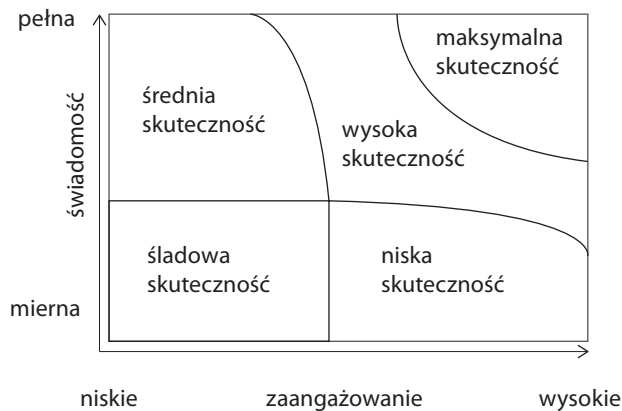 pełna
maksymalna
skuteczność
średnia
skuteczność
wysoka
skuteczność
świadomość
śladowa
skuteczność
niska
skuteczność
mierna
niskie
zaangażowanie
wysokie